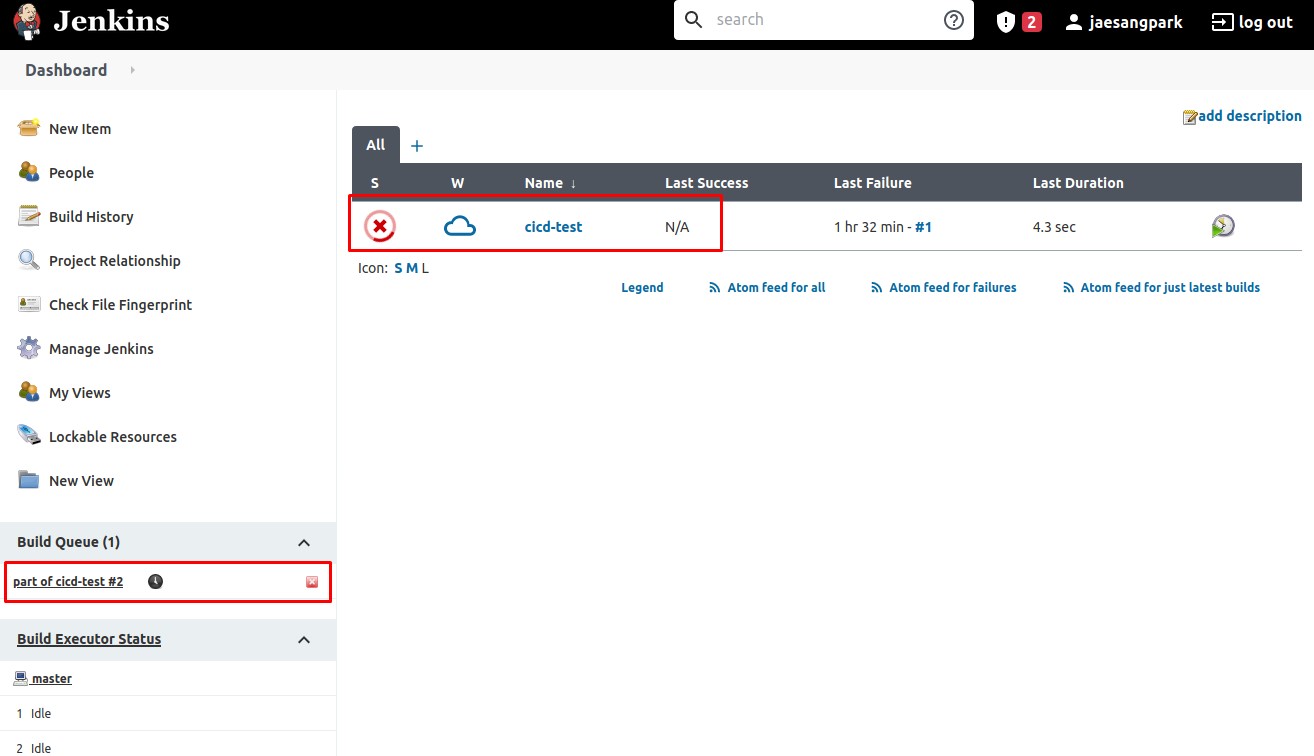 Jenkins
search
2
jaesangpark
log out
Dashboard
add description
New Item
People
Build History
Project Relationship
Check File Fingerprint
Manage Jenkins
My Views
Lockable Resources
New View
All +
S W Name ↓ Last Success Last Failure Last Duration
cicd-test N/A 1 hr 32 min - #1 4.3 sec
Icon: S M L
Legend Atom feed for all Atom feed for failures Atom feed for just latest builds
Build Queue (1)
part of cicd-test #2
Build Executor Status
master
1 Idle
2 Idle